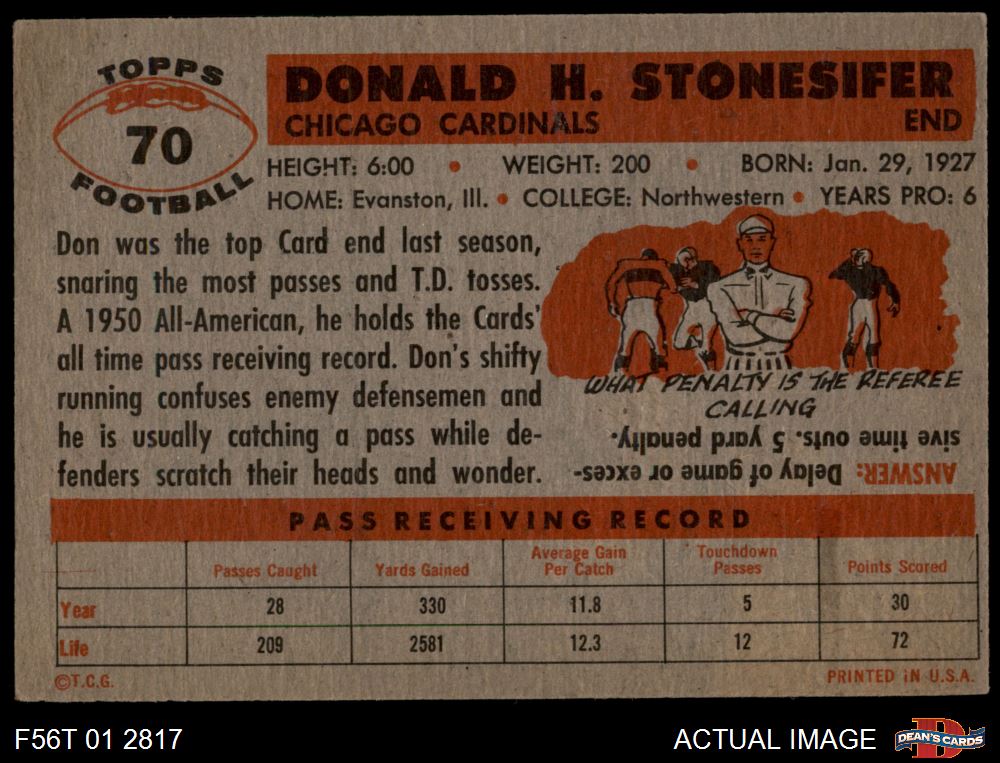 TOPPS
70
FOOTBALL
DONALD H. STONESIFER
CHICAGO CARDINALS END
HEIGHT: 6:00 • WEIGHT: 200 • BORN: Jan. 29, 1927
HOME: Evanston, Ill. • COLLEGE: Northwestern • YEARS PRO: 6
Don was the top Card end last season,
snaring the most passes and T.D. tosses.
A 1950 All-American, he holds the Cards'
all time pass receiving record. Don's shifty
running confuses enemy defensemen and
he is usually catching a pass while de-
fenders scratch their heads and wonder.
WHAT PENALTY IS THE REFEREE
CALLING
ANSWER: Delay of game or exces-
sive time outs. 5 yard penalty.
PASS RECEIVING RECORD
Passes Caught Yards Gained Average Gain Per Catch Touchdown Passes Points Scored
Year 28 330 11.8 5 30
Life 209 2581 12.3 12 72
©T.C.G. PRINTED IN U.S.A.
F56T 01 2817 ACTUAL IMAGE DEAN'S CARDS